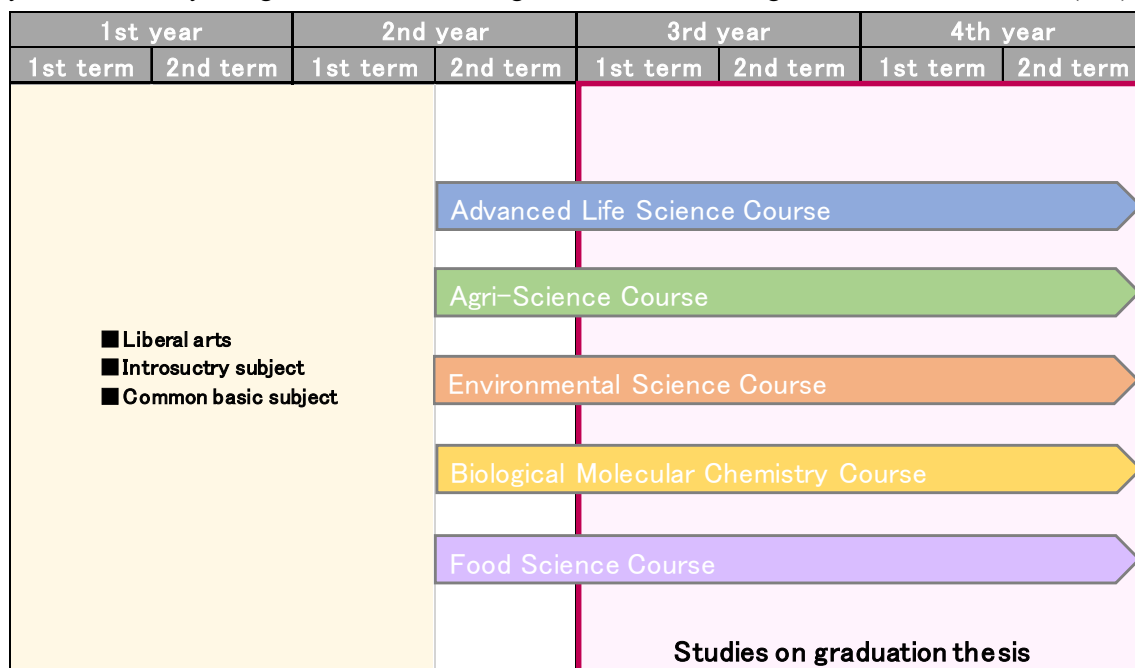 1st year 2nd year 3rd year 4th year
1st term 2nd term 1st term 2nd term 1st term 2nd term 1st term 2nd term
Advanced Life Science Course
Agri-Science Course
■Liberal arts
■Introsuctry subject
■Common basic subject
Environmental Science Course
Biological Molecular Chemistry Course
Food Science Course
Studies on graduation thesis